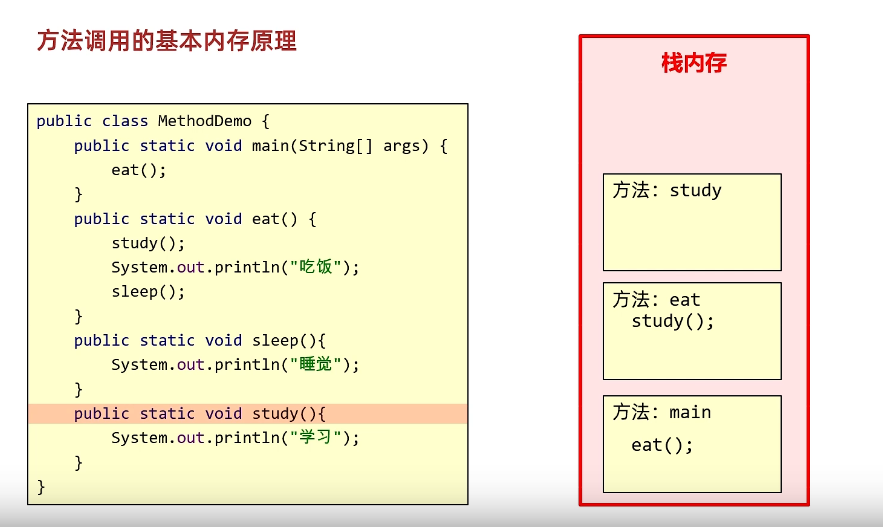 方法调用的基本内存原理
public class MethodDemo {
    public static void main(String[] args) {
        eat();
    }
    public static void eat() {
        study();
        System.out.println("吃饭");
        sleep();
    }
    public static void sleep(){
        System.out.println("睡觉");
    }
    public static void study(){
        System.out.println("学习");
    }
}
栈内存
方法: study
方法: eat
study();
方法: main
eat();